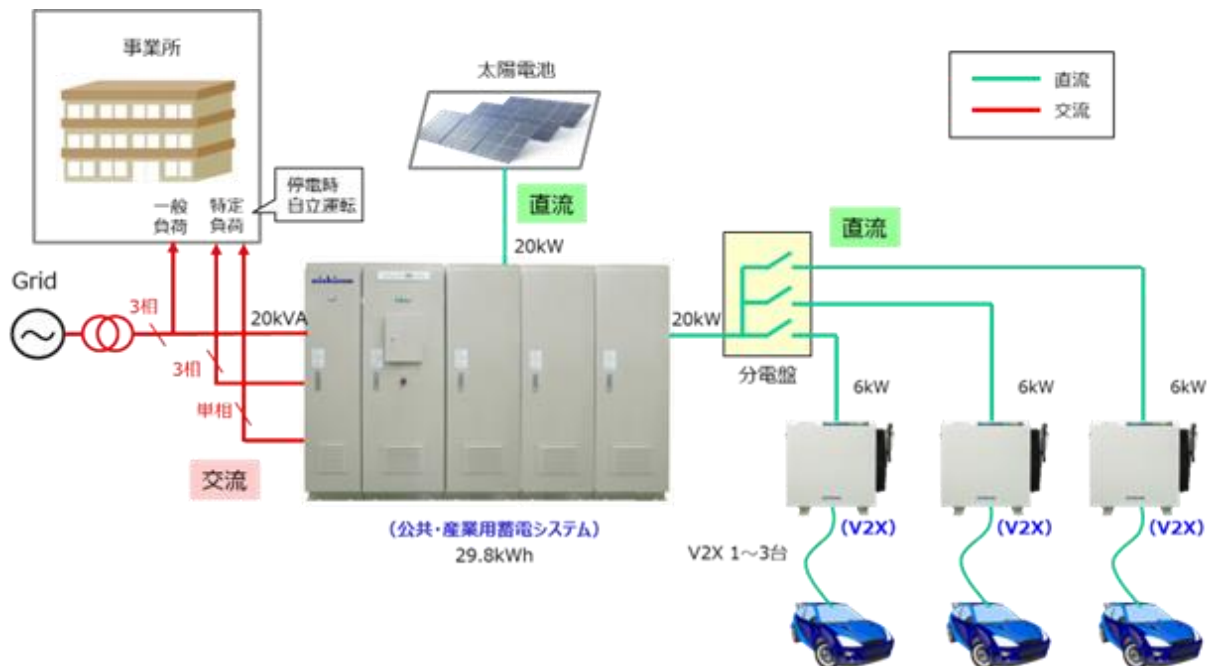 事業所
太陽電池
直流
交流
一般
負荷
特定
負荷
停電時
自立運転
直流
20kW
直流
Grid
3相
20kVA
3相
単相
交流
nichicon
20kW
分電盤
6kW
6kW
6kW
(公共・産業用蓄電システム)
29.8kWh
(V2X)
(V2X)
(V2X)
V2X 1～3台